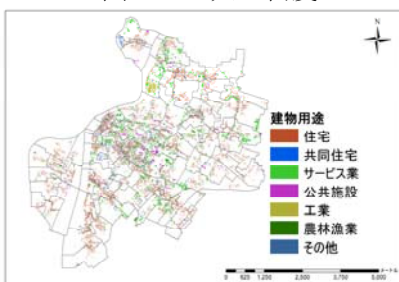 N
建物用途
住宅
共同住宅
サービス業
公共施設
工業
農林漁業
その他
メートル
0 625 1,250 2,500 3,750 5,000